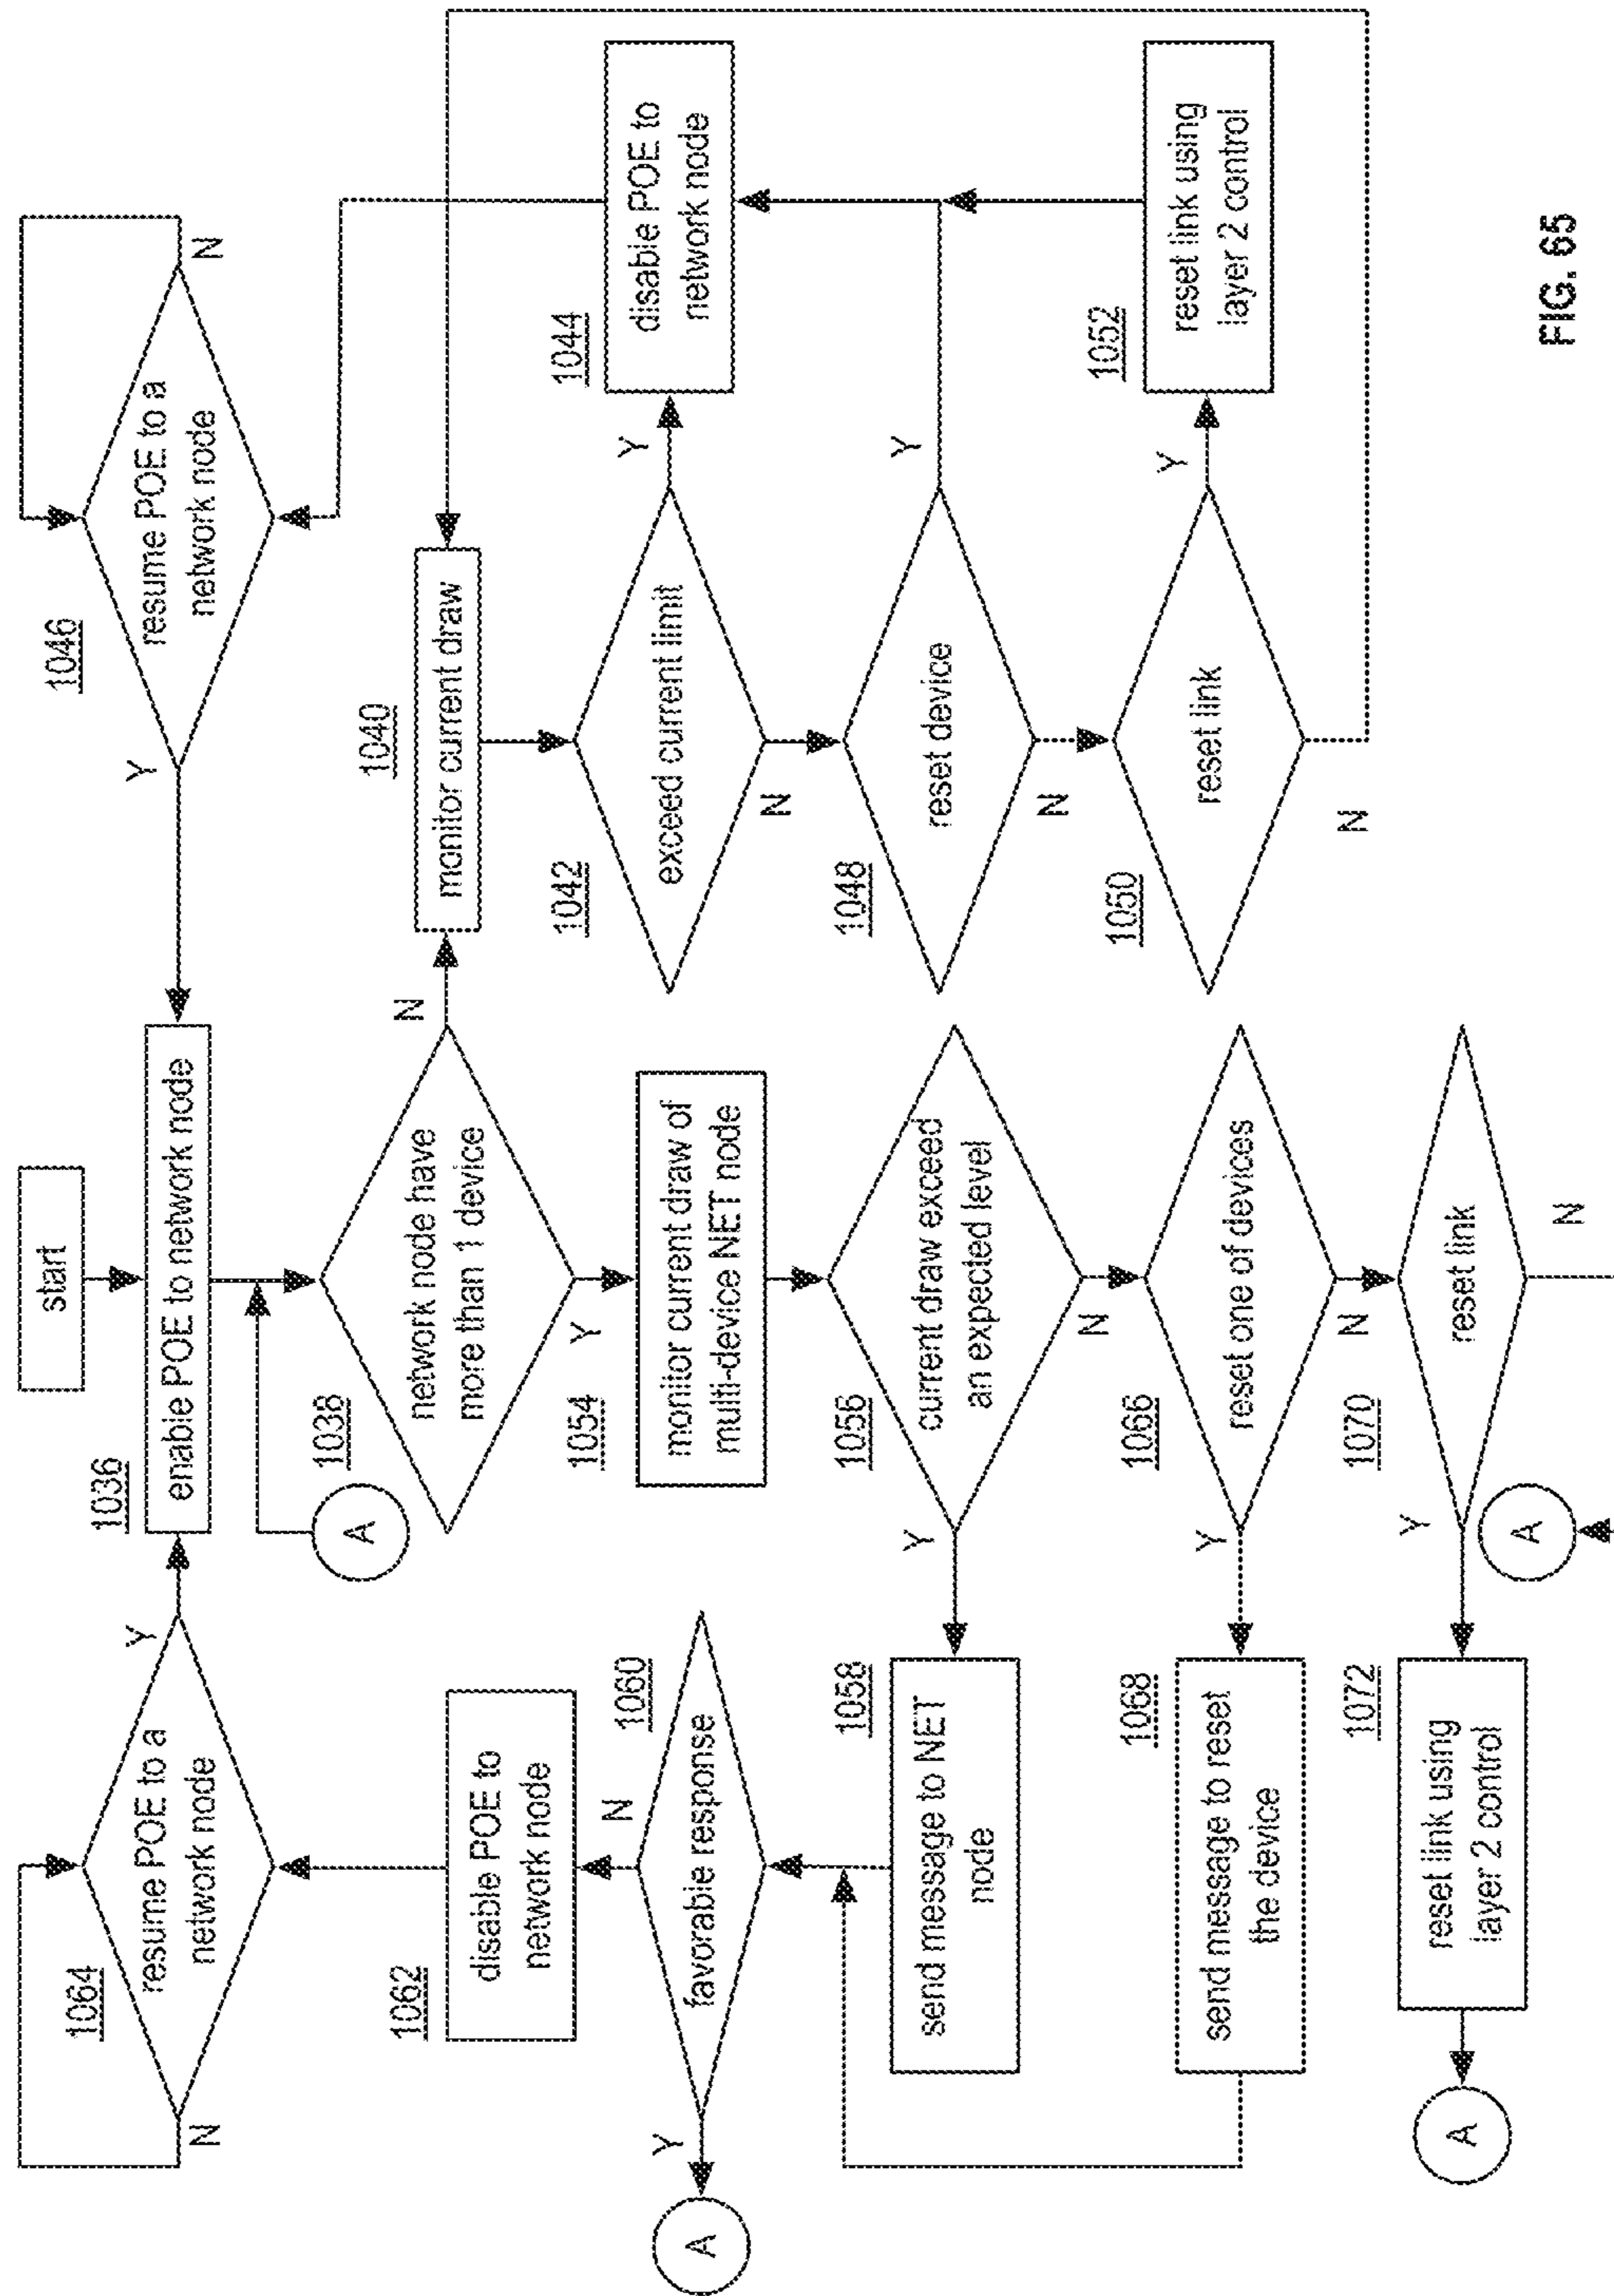 start
1036
enable POE to network node
1038
network node have
more than 1 device
N
Y
A
1054
monitor current draw of
multi-device NET node
1056
current draw exceed
an expected level
Y
N
1066
reset one of devices
Y
N
1070
reset link
Y
N
A
1064
resume POE to a
network node
Y
N
1062
disable POE to
network node
1060
favorable response
N
Y
A
1058
send message to NET
node
1068
send message to reset
the device
1072
reset link using
layer 2 control
A
1046
resume POE to a
network node
Y
N
1040
monitor current draw
1042
exceed current limit
Y
N
1044
disable POE to
network node
1048
reset device
Y
N
1050
reset link
Y
N
1052
reset link using
layer 2 control
FIG. 65